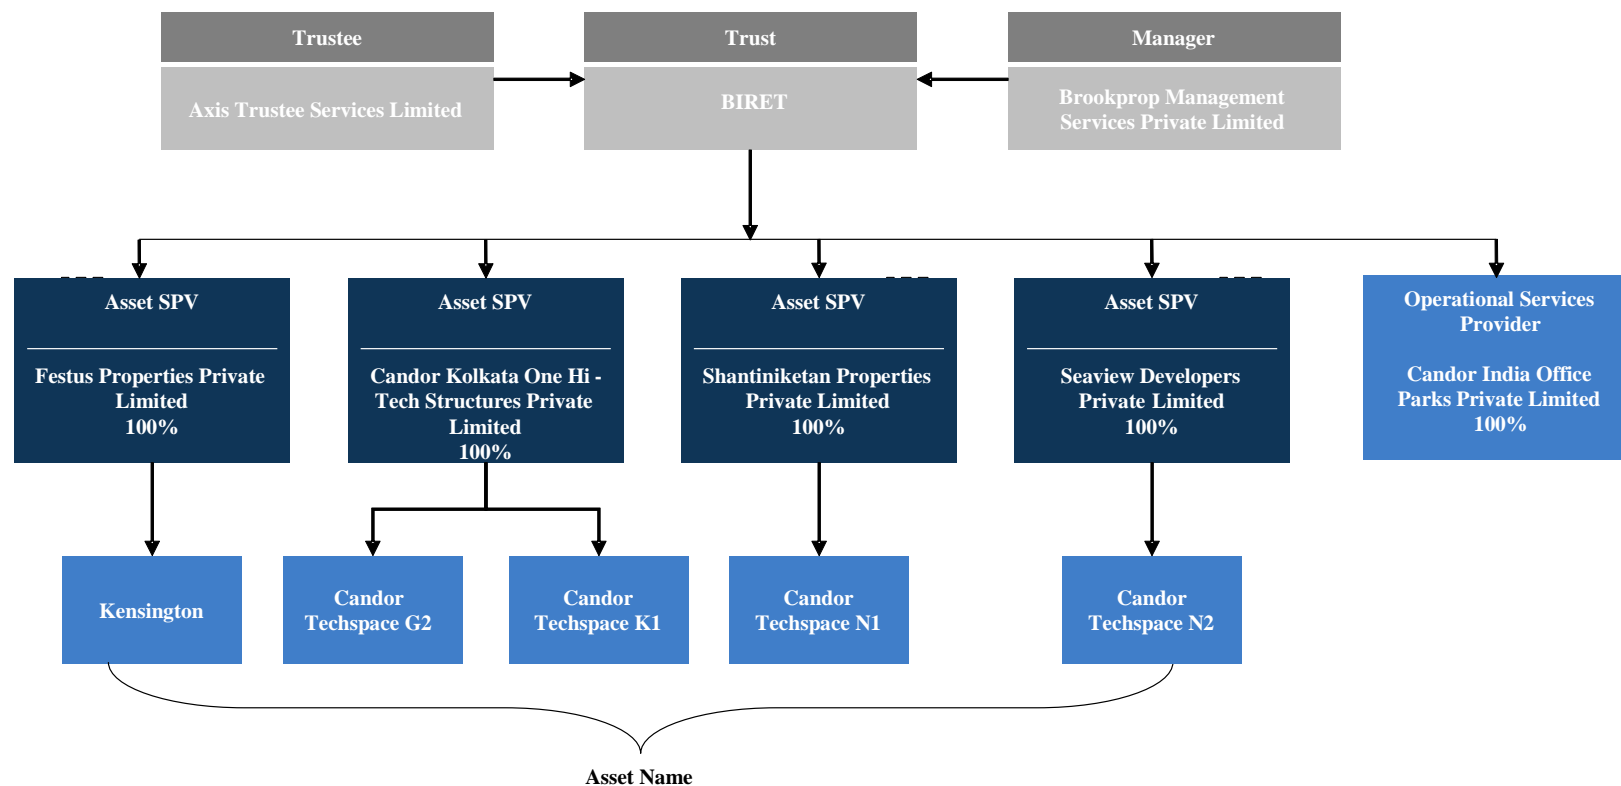 Trustee
Trust
Manager
Axis Trustee Services Limited
BIRET
Brookprop Management
Services Private Limited
Asset SPV
Festus Properties Private
Limited
100%
Asset SPV
Candor Kolkata One Hi -
Tech Structures Private
Limited
100%
Asset SPV
Shantiniketan Properties
Private Limited
100%
Asset SPV
Seaview Developers
Private Limited
100%
Operational Services
Provider
Candor India Office
Parks Private Limited
100%
Kensington
Candor
Techspace G2
Candor
Techspace K1
Candor
Techspace N1
Candor
Techspace N2
Asset Name